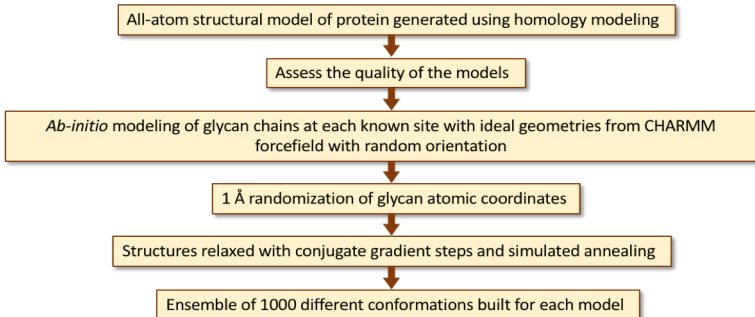 All-atom structural model of protein generated using homology modeling
Assess the quality of the models
Ab-initio modeling of glycan chains at each known site with ideal geometries from CHARMM
forcefield with random orientation
1 Å randomization of glycan atomic coordinates
Structures relaxed with conjugate gradient steps and simulated annealing
Ensemble of 1000 different conformations built for each model